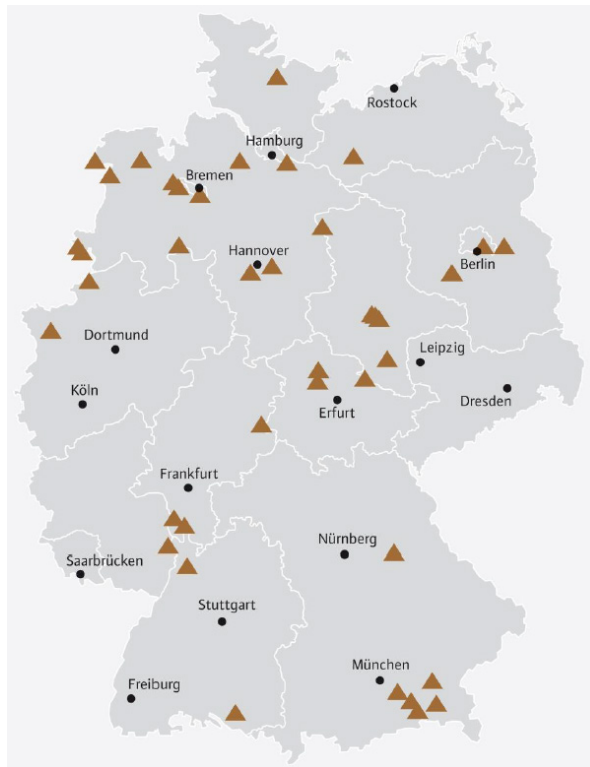 Rostock
Hamburg
Bremen
Hannover
Berlin
Dortmund
Leipzig
Köln
Erfurt
Dresden
Frankfurt
Nürnberg
Saarbrücken
Stuttgart
München
Freiburg